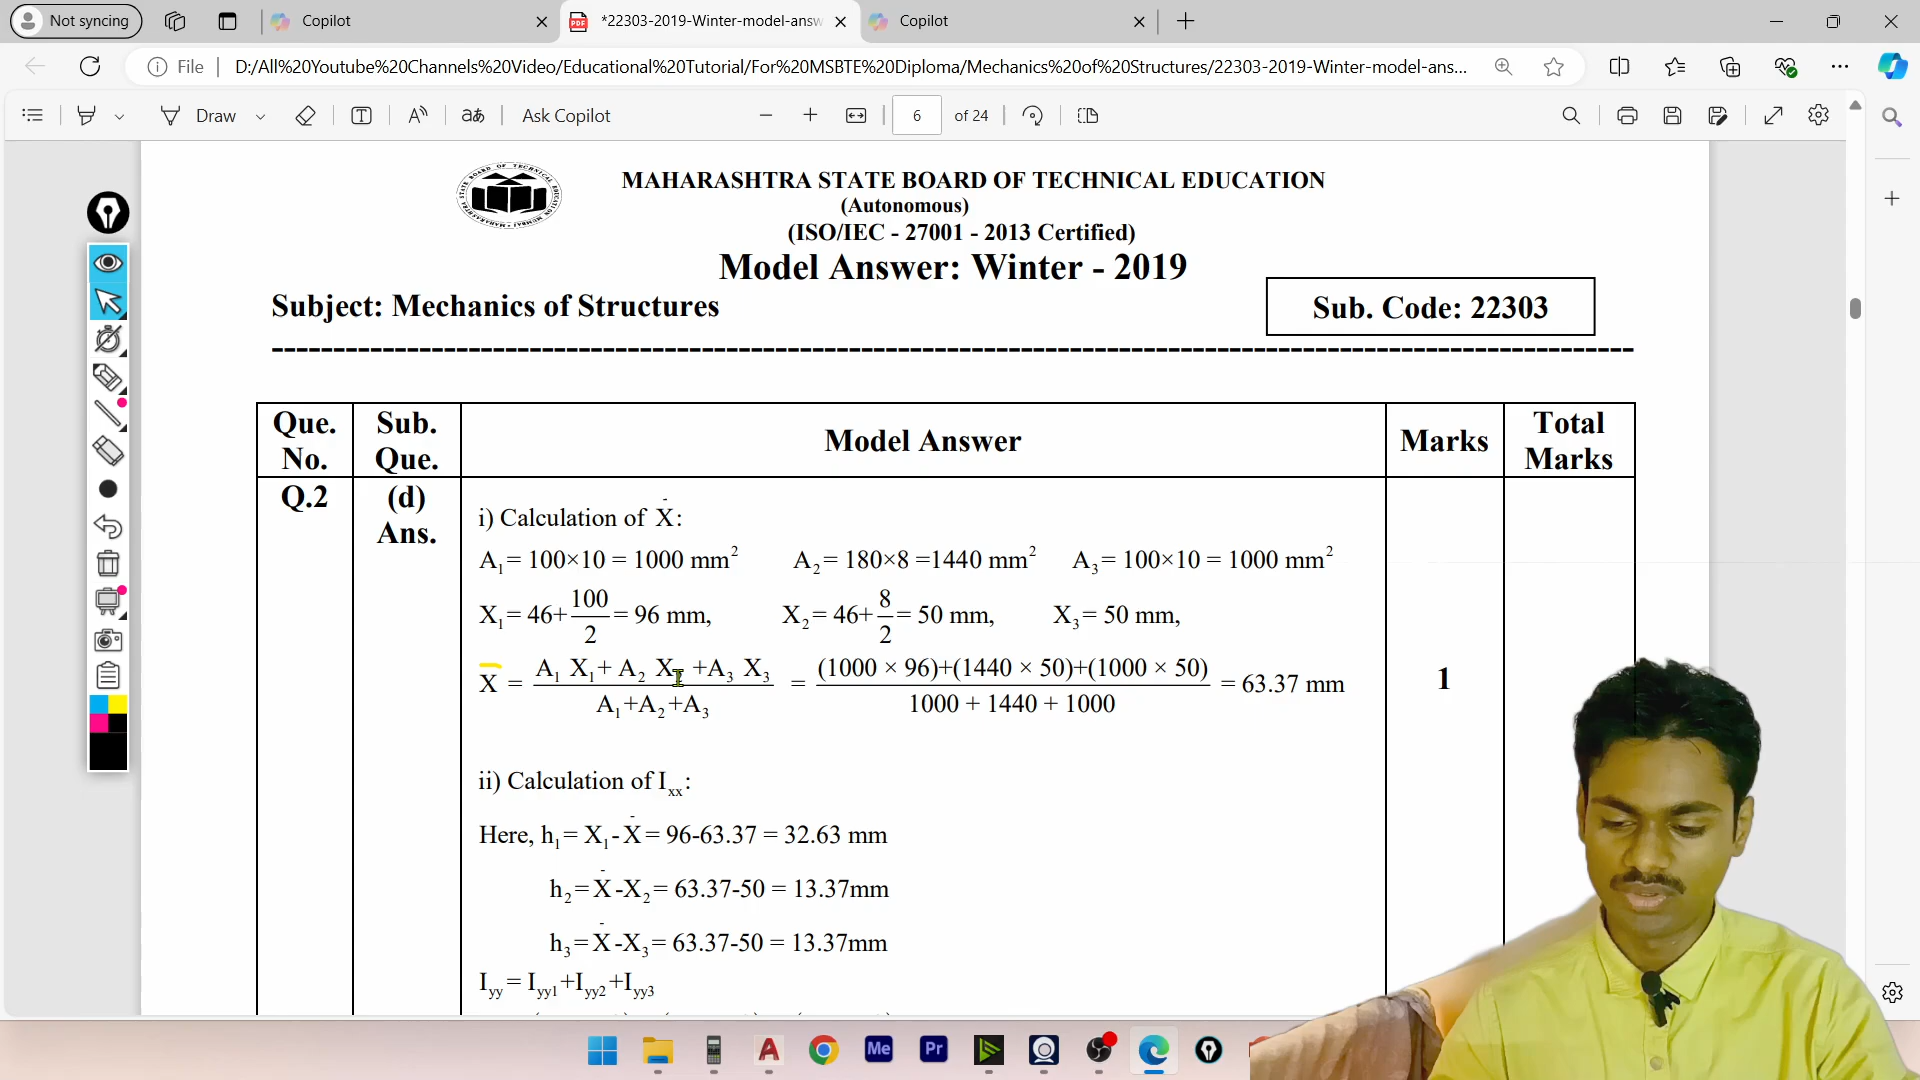 Not syncing
Copilot
*22303-2019-Winter-model-answ
Copilot
File
D:/All%20Youtube%20Channels%20Video/Educational%20Tutorial/For%20MSBTE%20Diploma/Mechanics%20of%20Structures/22303-2019-Winter-model-ans...
Draw
Ask Copilot
6 of 24
MAHARASHTRA STATE BOARD OF TECHNICAL EDUCATION
(Autonomous)
(ISO/IEC - 27001 - 2013 Certified)
Model Answer: Winter - 2019
Subject: Mechanics of Structures
Sub. Code: 22303
Que. No.
Sub. Que.
Model Answer
Marks
Total Marks
Q.2
(d)
Ans.
i) Calculation of X̄:
A₁= 100×10 = 1000 mm² A₂= 180×8 =1440 mm² A₃= 100×10 = 1000 mm²
X₁= 46+100/2= 96 mm, X₂= 46+8/2= 50 mm, X₃= 50 mm,
X̄ = A₁ X₁+ A₂ X₂ +A₃ X₃ / A₁+A₂+A₃ = (1000 × 96)+(1440 × 50)+(1000 × 50) / 1000 + 1440 + 1000 = 63.37 mm
1
ii) Calculation of Iₓₓ:
Here, h₁= X₁-X̄= 96-63.37 = 32.63 mm
h₂=X̄-X₂= 63.37-50 = 13.37mm
h₃=X̄-X₃= 63.37-50 = 13.37mm
Iyy= Iyy1+Iyy2+Iyy3
Me
Pr